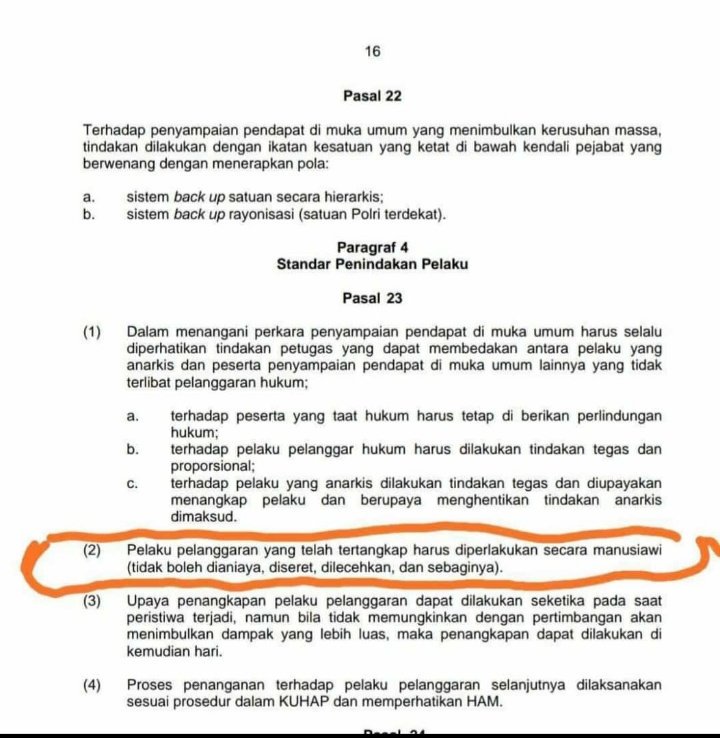 16
Pasal 22
Terhadap penyampaian pendapat di muka umum yang menimbulkan kerusuhan massa,
tindakan dilakukan dengan ikatan kesatuan yang ketat di bawah kendali pejabat yang
berwenang dengan menerapkan pola:
a. sistem back up satuan secara hierarkis;
b. sistem back up rayonisasi (satuan Polri terdekat).
Paragraf 4
Standar Penindakan Pelaku
Pasal 23
(1) Dalam menangani perkara penyampaian pendapat di muka umum harus selalu
diperhatikan tindakan petugas yang dapat membedakan antara pelaku yang
anarkis dan peserta penyampaian pendapat di muka umum lainnya yang tidak
terlibat pelanggaran hukum;
a. terhadap peserta yang taat hukum harus tetap di berikan perlindungan
hukum;
b. terhadap pelaku pelanggar hukum harus dilakukan tindakan tegas dan
proporsional;
c. terhadap pelaku yang anarkis dilakukan tindakan tegas dan diupayakan
menangkap pelaku dan berupaya menghentikan tindakan anarkis
dimaksud.
(2) Pelaku pelanggaran yang telah tertangkap harus diperlakukan secara manusiawi
(tidak boleh dianiaya, diseret, dilecehkan, dan sebaginya).
(3) Upaya penangkapan pelaku pelanggaran dapat dilakukan seketika pada saat
peristiwa terjadi, namun bila tidak memungkinkan dengan pertimbangan akan
menimbulkan dampak yang lebih luas, maka penangkapan dapat dilakukan di
kemudian hari.
(4) Proses penanganan terhadap pelaku pelanggaran selanjutnya dilaksanakan
sesuai prosedur dalam KUHAP dan memperhatikan HAM.